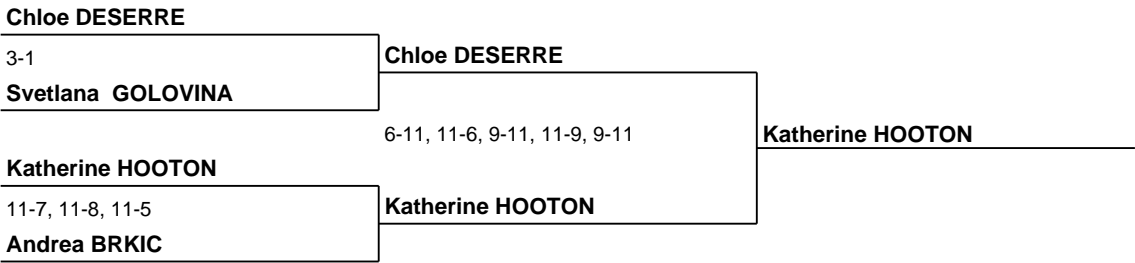 Chloe DESERRE
3-1
Svetlana GOLOVINA
Chloe DESERRE
6-11, 11-6, 9-11, 11-9, 9-11
Katherine HOOTON
Katherine HOOTON
11-7, 11-8, 11-5
Andrea BRKIC
Katherine HOOTON